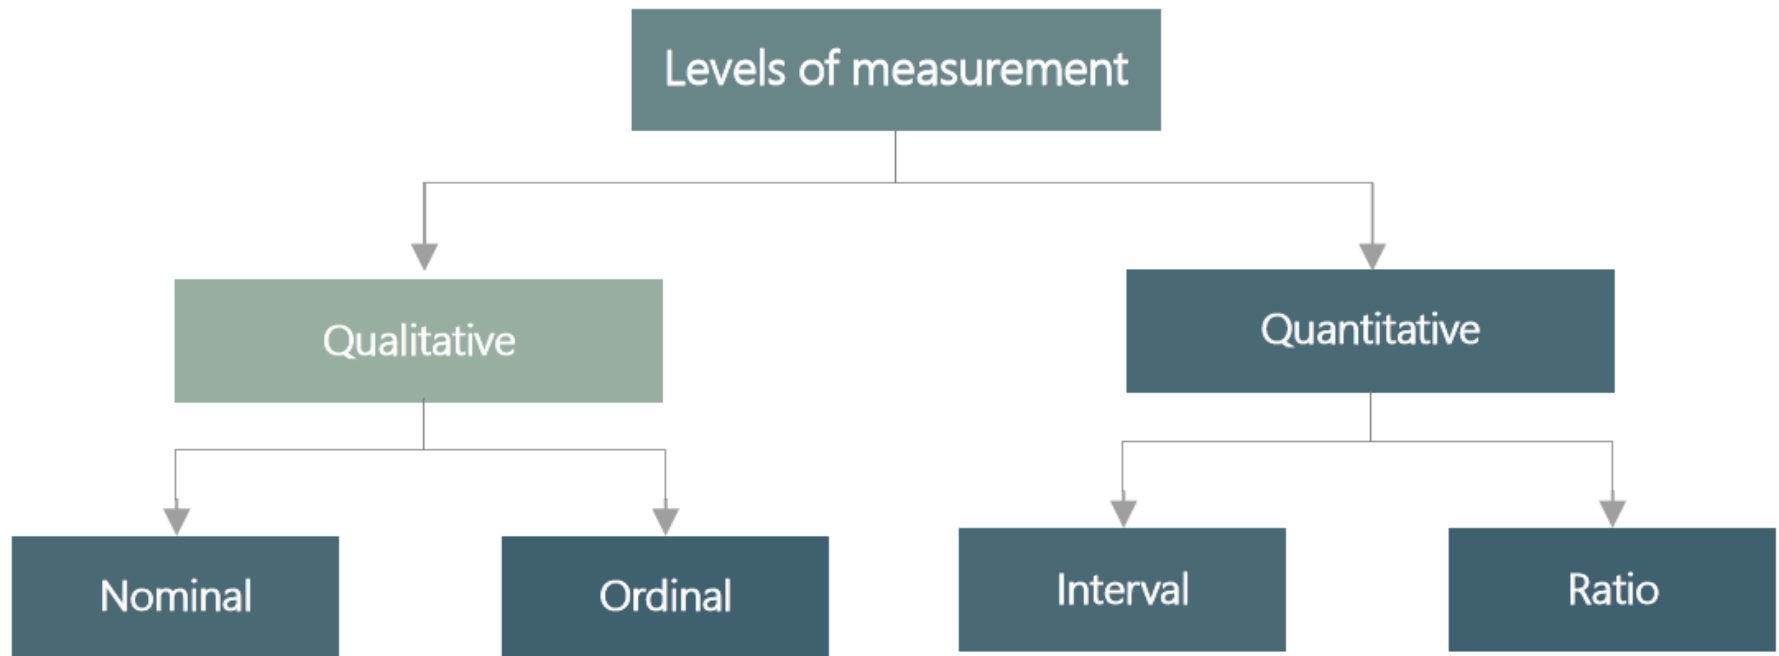 Levels of measurement
Qualitative
Quantitative
Nominal
Ordinal
Interval
Ratio